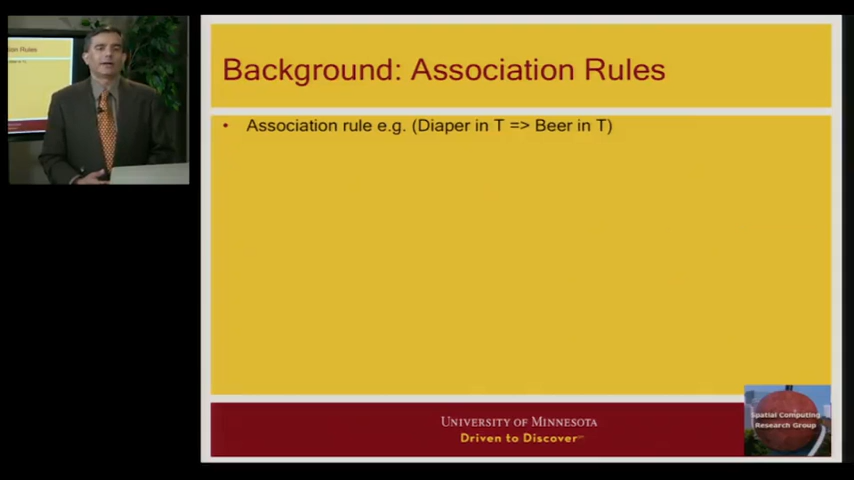 Background: Association Rules
• Association rule e.g. (Diaper in T => Beer in T)
UNIVERSITY OF MINNESOTA
Driven to Discover
Spatial Computing
Research Group